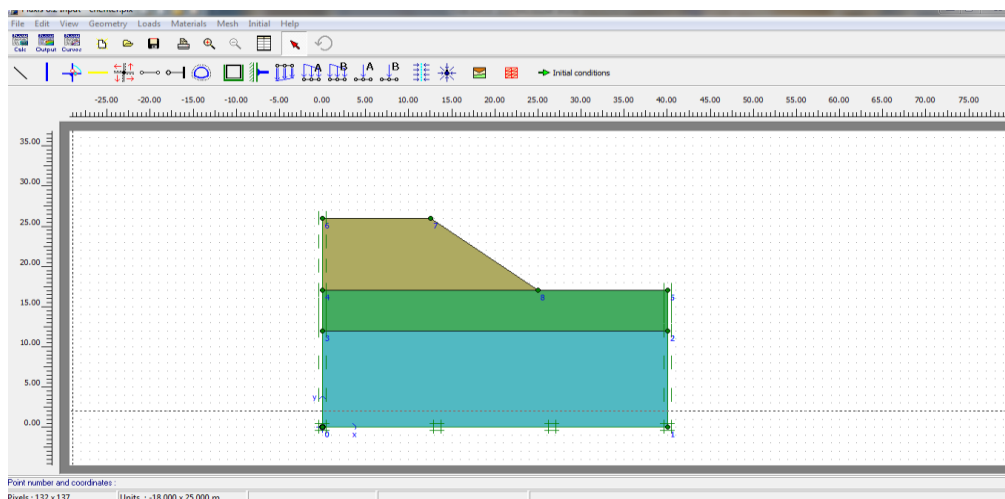 File Edit View Geometry Loads Materials Mesh Initial Help
Calc Output Curves
A B A B Initial conditions
-25.00 -20.00 -15.00 -10.00 -5.00 0.00 5.00 10.00 15.00 20.00 25.00 30.00 35.00 40.00 45.00 50.00 55.00 60.00 65.00 70.00 75.00
35.00
30.00
25.00
6 7
20.00
15.00
4 8 5
10.00
3 2
5.00
y
0.00
0 x 1
Point number and coordinates :
Pixels : 132 x 137 Units : -18.000 x 25.000 m